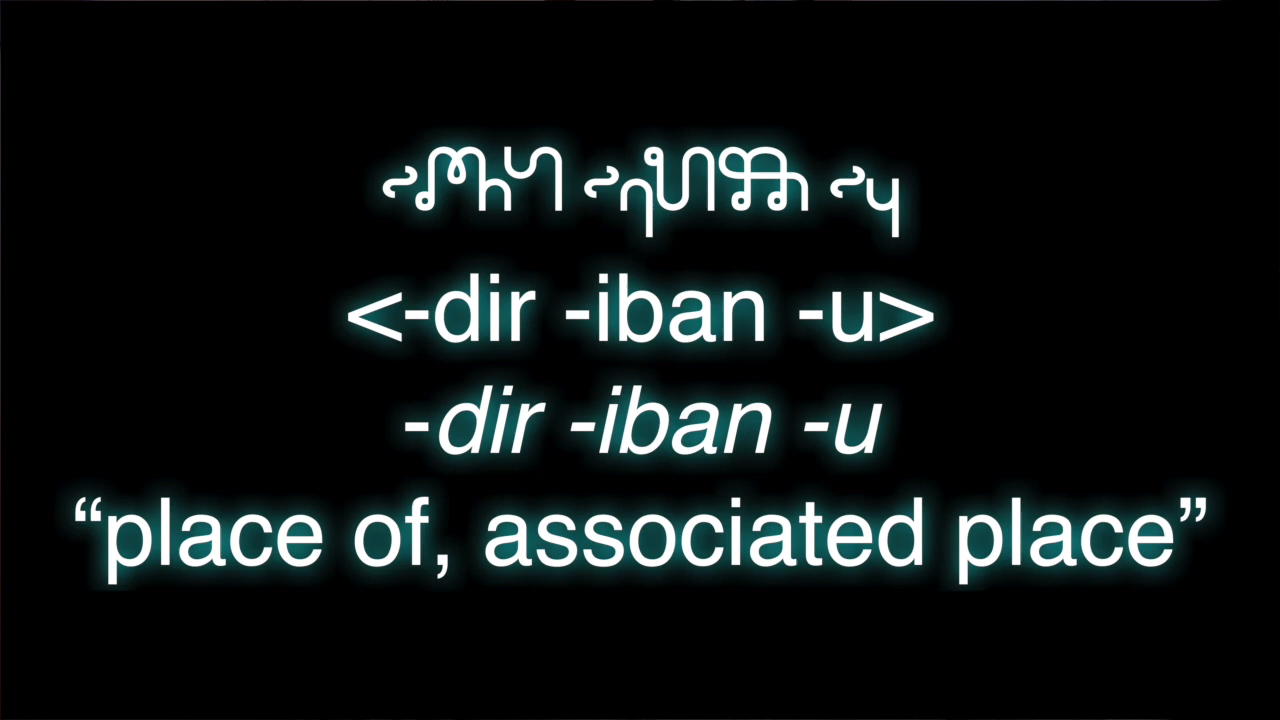 <-dir -iban -u>
-dir -iban -u
“place of, associated place”